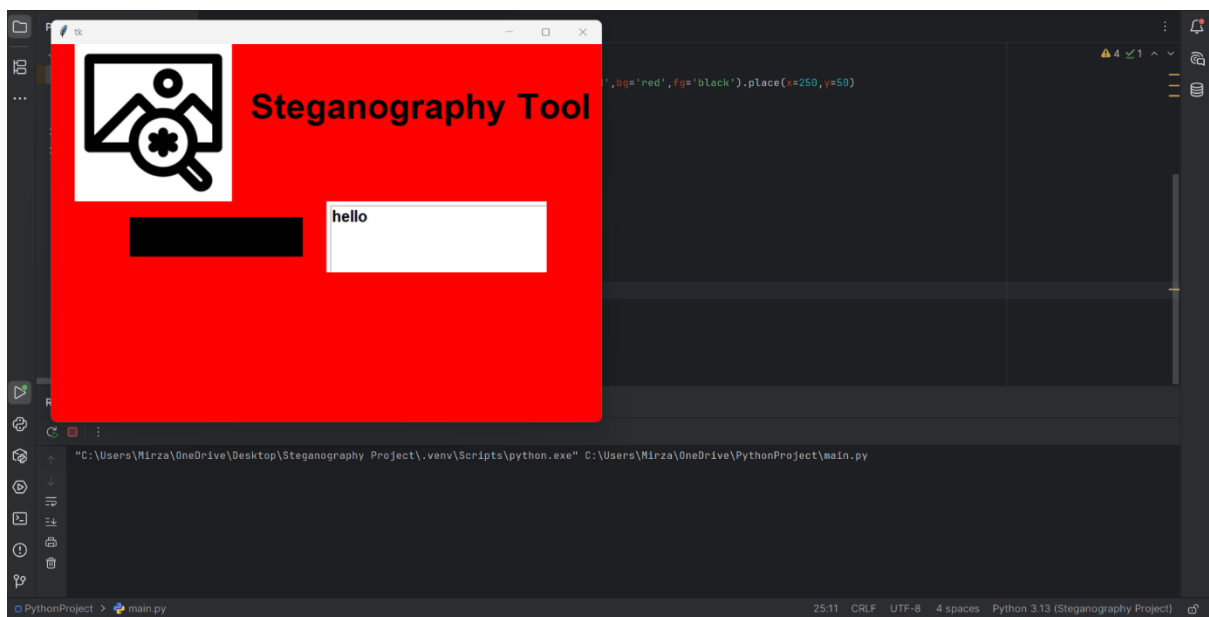 P
tk
4 1
',bg='red',fg='black').place(x=250,y=50)
Steganography Tool
hello
R
"C:\Users\Mirza\OneDrive\Desktop\Steganography Project\.venv\Scripts\python.exe" C:\Users\Mirza\OneDrive\PythonProject\main.py
PythonProject > main.py
25:11 CRLF UTF-8 4 spaces Python 3.13 (Steganography Project)